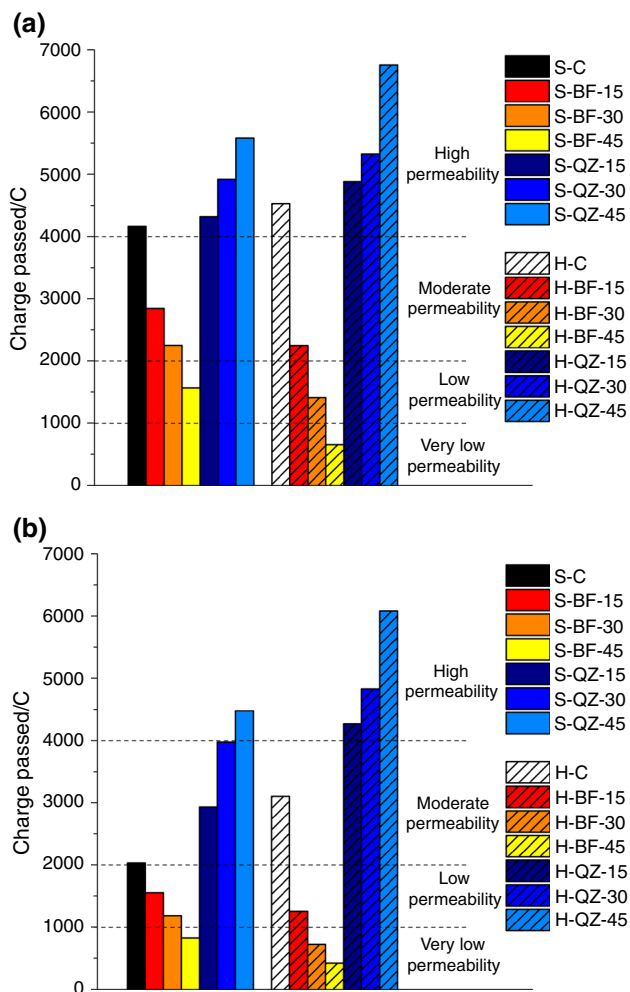 (a)
Charge passed/C
7000
6000
5000
4000
3000
2000
1000
0
High
permeability
Moderate
permeability
Low
permeability
Very low
permeability
S-C
S-BF-15
S-BF-30
S-BF-45
S-QZ-15
S-QZ-30
S-QZ-45
H-C
H-BF-15
H-BF-30
H-BF-45
H-QZ-15
H-QZ-30
H-QZ-45
(b)
Charge passed/C
7000
6000
5000
4000
3000
2000
1000
0
High
permeability
Moderate
permeability
Low
permeability
Very low
permeability
S-C
S-BF-15
S-BF-30
S-BF-45
S-QZ-15
S-QZ-30
S-QZ-45
H-C
H-BF-15
H-BF-30
H-BF-45
H-QZ-15
H-QZ-30
H-QZ-45